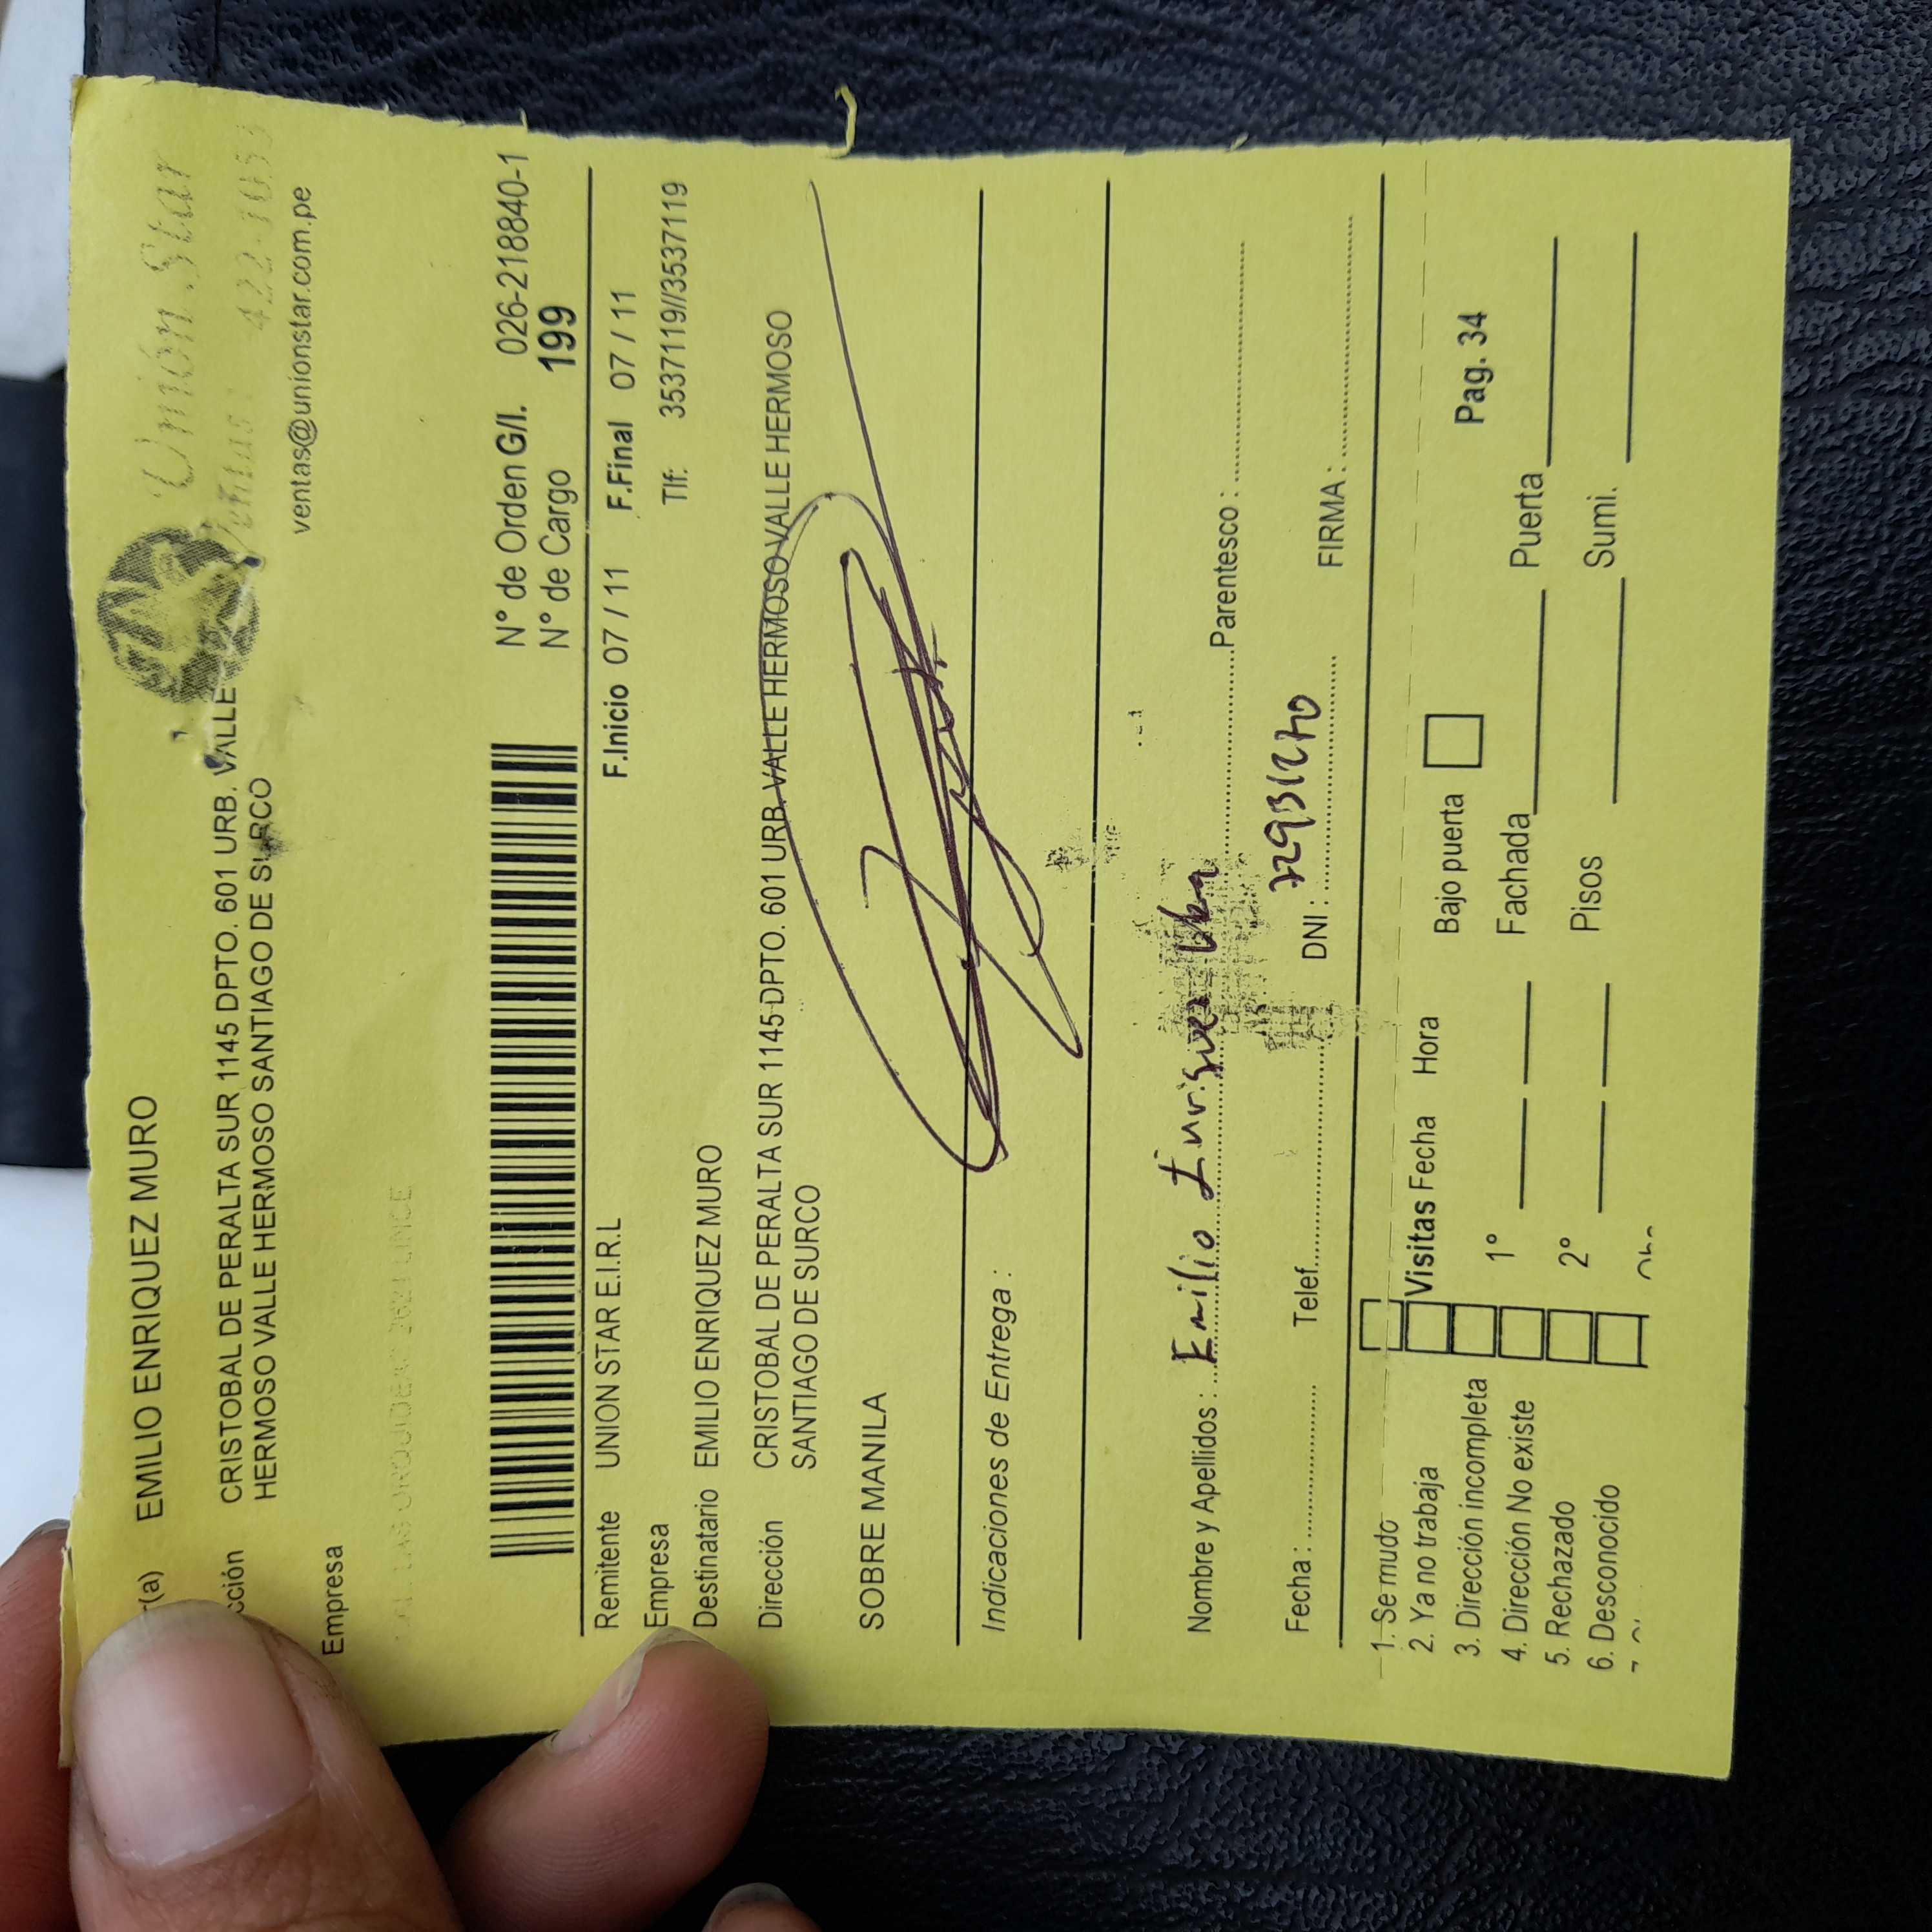 r(a) EMILIO ENRIQUEZ MURO
Unión Star
cción CRISTOBAL DE PERALTA SUR 1145 DPTO. 601 URB. VALLE
HERMOSO VALLE HERMOSO SANTIAGO DE SURCO
ventas@unionstar.com.pe
Empresa
N° de Orden G/I. 026-218840-1
N° de Cargo 199
Remitente UNION STAR E.I.R.L
F.Inicio 07 / 11 F.Final 07 / 11
Empresa
Tlf: 3537119//3537119
Destinatario EMILIO ENRIQUEZ MURO
Dirección CRISTOBAL DE PERALTA SUR 1145 DPTO. 601 URB. VALLE HERMOSO VALLE HERMOSO
SANTIAGO DE SURCO
SOBRE MANILA
Indicaciones de Entrega :
Nombre y Apellidos : Emilio Enriquez Parentesco :
Fecha : Telef. DNI : FIRMA :
1. Se mudo
2. Ya no trabaja Visitas Fecha Hora Bajo puerta
3. Dirección incompleta Pag. 34
4. Dirección No existe 1° Fachada Puerta
5. Rechazado
6. Desconocido 2° Pisos Sumi.